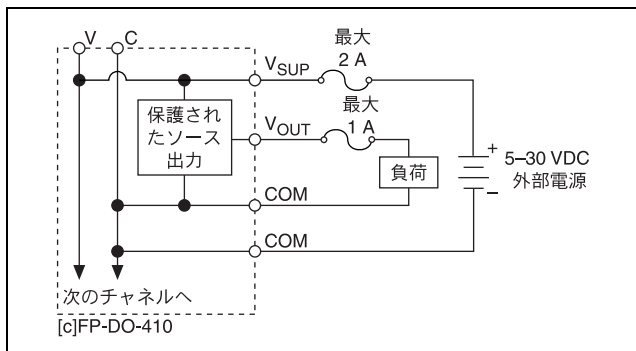 V
C
最大
2 A
VSUP
保護され
たソース
出力
最大
1 A
VOUT
負荷
+
5–30 VDC
外部電源
–
COM
COM
次のチャネルへ
[c]FP-DO-410